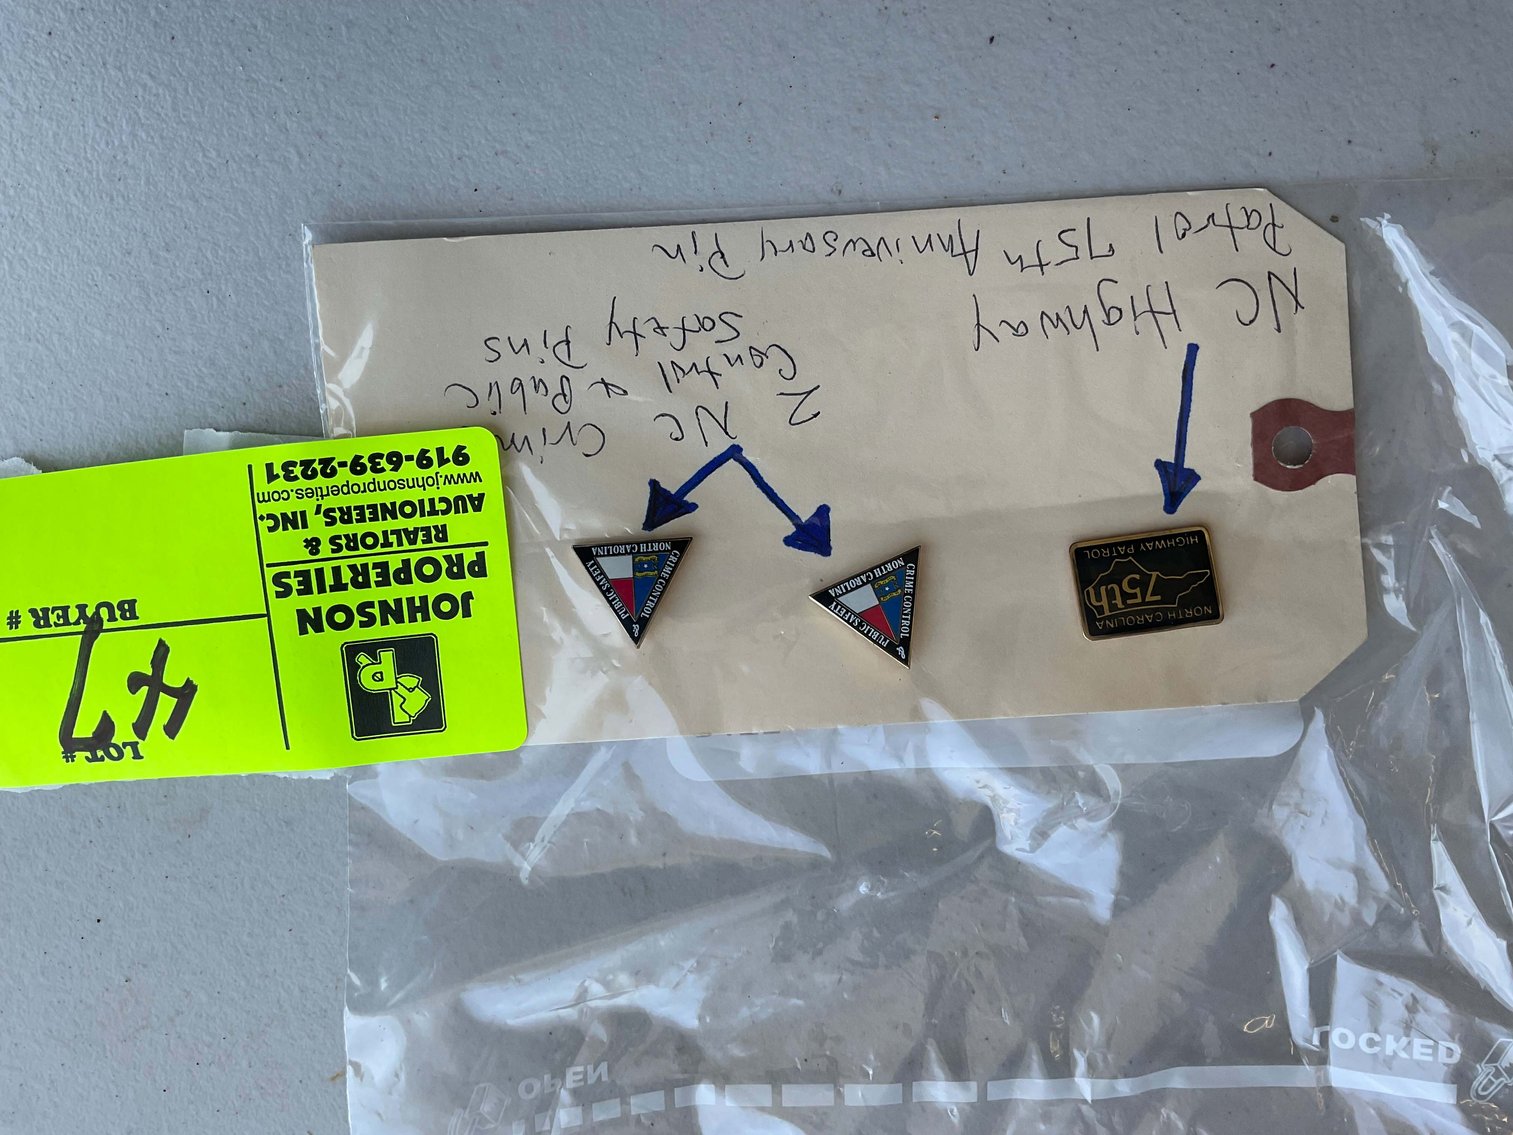 NC Highway
Patrol 75th Anniversary Pin
2 NC Crim
Control & Public
Safety Pins
NORTH CAROLINA
75th
HIGHWAY PATROL
CRIME CONTROL
&
PUBLIC SAFETY
NORTH CAROLINA
CRIME CONTROL
&
PUBLIC SAFETY
NORTH CAROLINA
JOHNSON
PROPERTIES
REALTORS &
AUCTIONEERS, INC.
www.johnsonproperties.com
919-639-2231
LOT # 47
BUYER #
OPEN
LOCKED